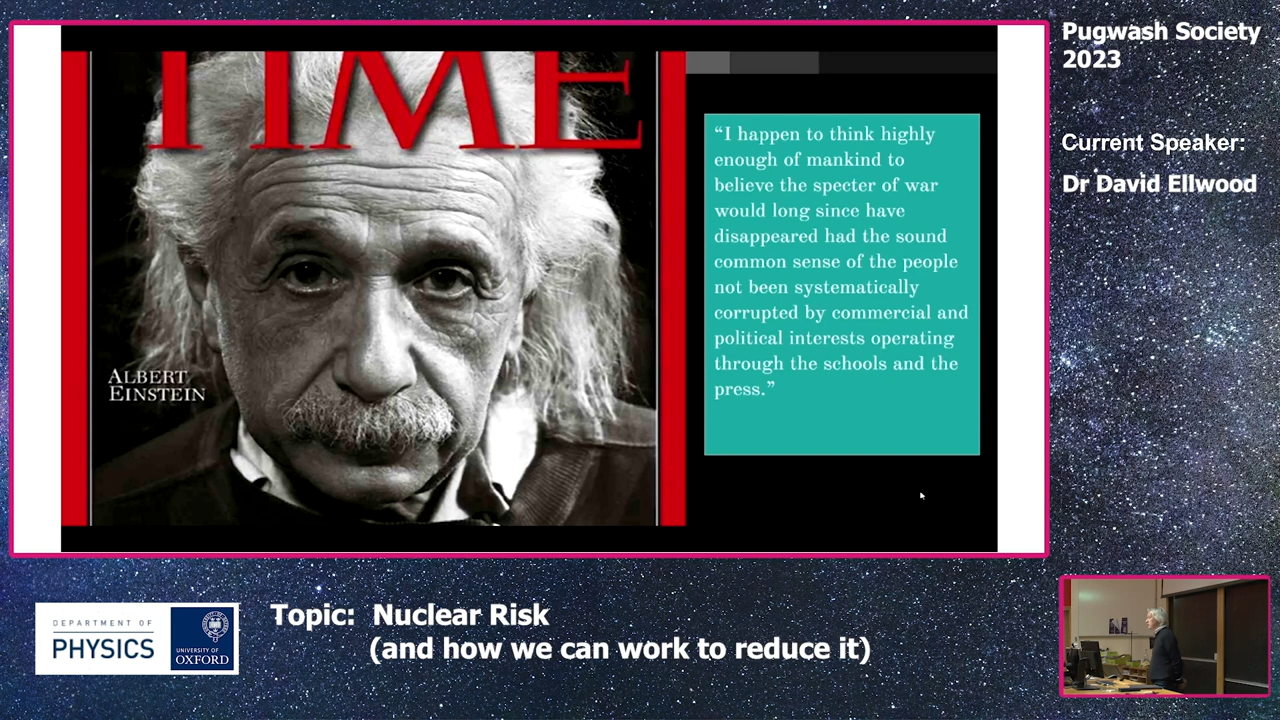 TIME
ALBERT
EINSTEIN
“I happen to think highly
enough of mankind to
believe the specter of war
would long since have
disappeared had the sound
common sense of the people
not been systematically
corrupted by commercial and
political interests operating
through the schools and the
press.”
Pugwash Society
2023
Current Speaker:
Dr David Ellwood
DEPARTMENT OF
PHYSICS
UNIVERSITY OF
OXFORD
Topic: Nuclear Risk
(and how we can work to reduce it)